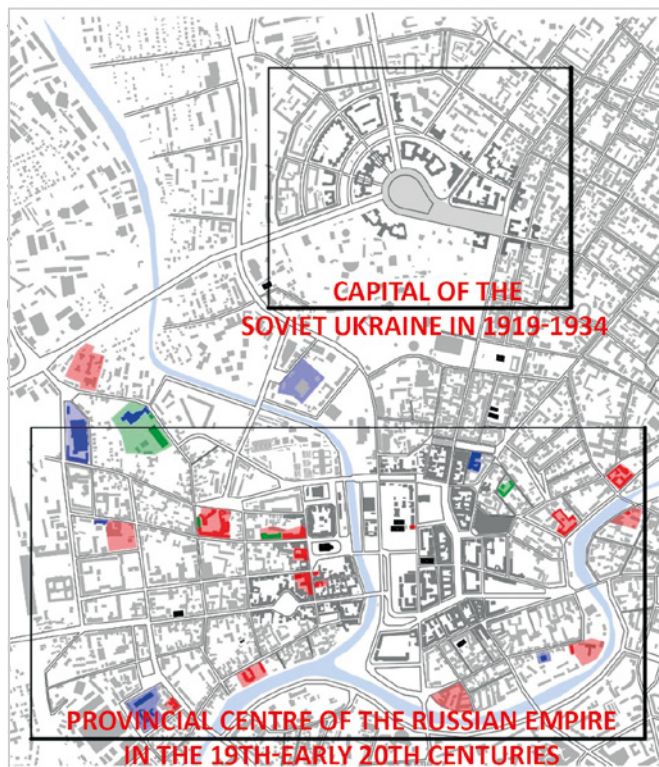 CAPITAL OF THE
SOVIET UKRAINE IN 1919-1934
PROVINCIAL CENTRE OF THE RUSSIAN EMPIRE
IN THE 19TH-EARLY 20TH CENTURIES